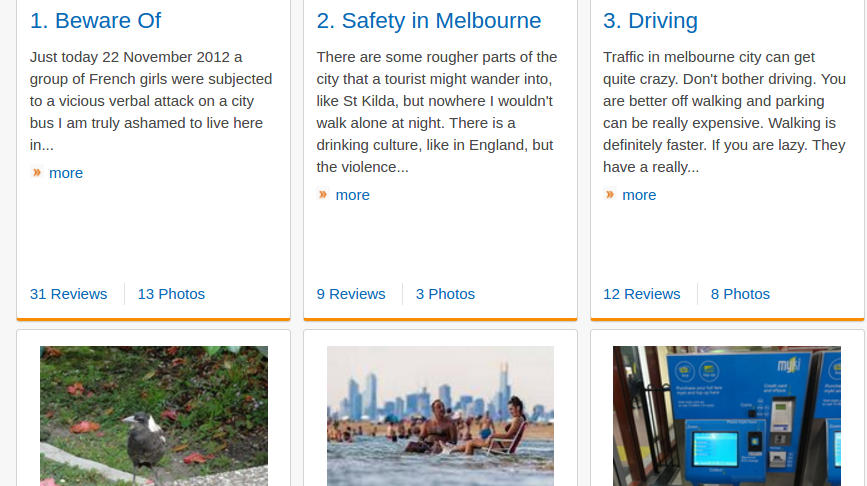 1. Beware Of
Just today 22 November 2012 a
group of French girls were subjected
to a vicious verbal attack on a city
bus I am truly ashamed to live here
in...
» more
31 Reviews
13 Photos
2. Safety in Melbourne
There are some rougher parts of the
city that a tourist might wander into,
like St Kilda, but nowhere I wouldn't
walk alone at night. There is a
drinking culture, like in England, but
the violence...
» more
9 Reviews
3 Photos
3. Driving
Traffic in melbourne city can get
quite crazy. Don't bother driving. You
are better off walking and parking
can be really expensive. Walking is
definitely faster. If you are lazy. They
have a really...
» more
12 Reviews
8 Photos
myki